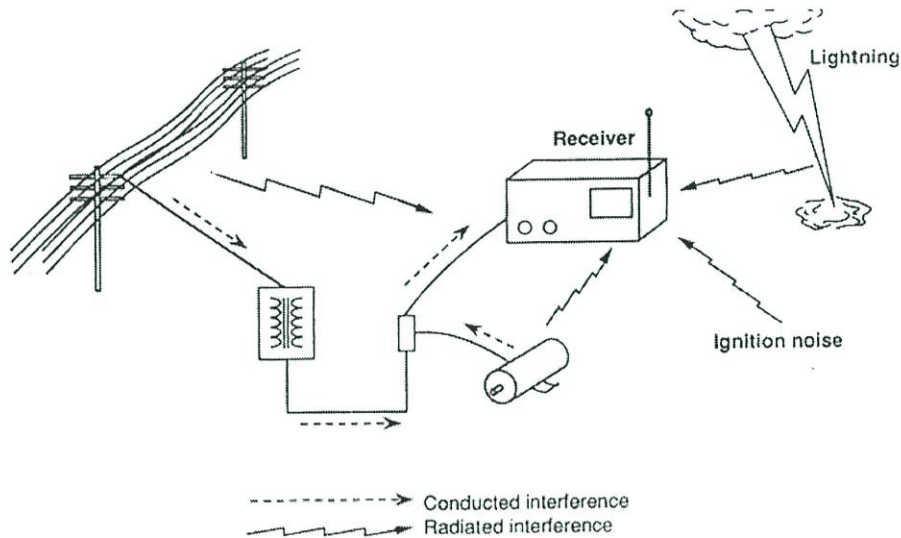 Lightning
Receiver
Ignition noise
Conducted interference
Radiated interference